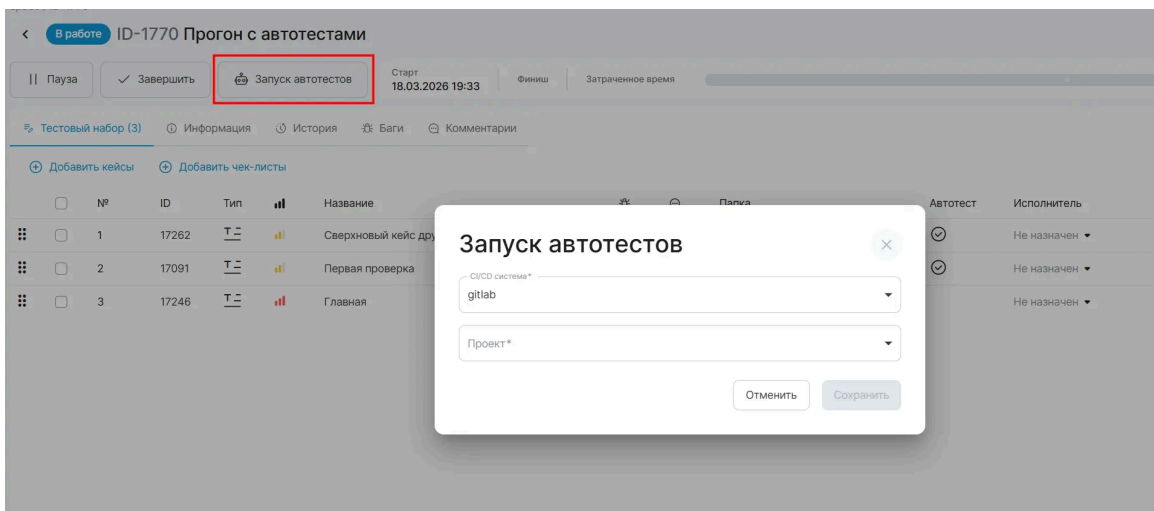 В работе ID-1770 Прогон с автотестами
Пауза Завершить Запуск автотестов Старт 18.03.2026 19:33 Финиш Затраченное время
Тестовый набор (3) Информация История Баги Комментарии
Добавить кейсы Добавить чек-листы
№ ID Тип Название Папка Автотест Исполнитель
1 17262 Сверхновый кейс дру Не назначен
2 17091 Первая проверка Не назначен
3 17246 Главная Не назначен
Запуск автотестов
CI/CD система*
gitlab
Проект*
Отменить Сохранить